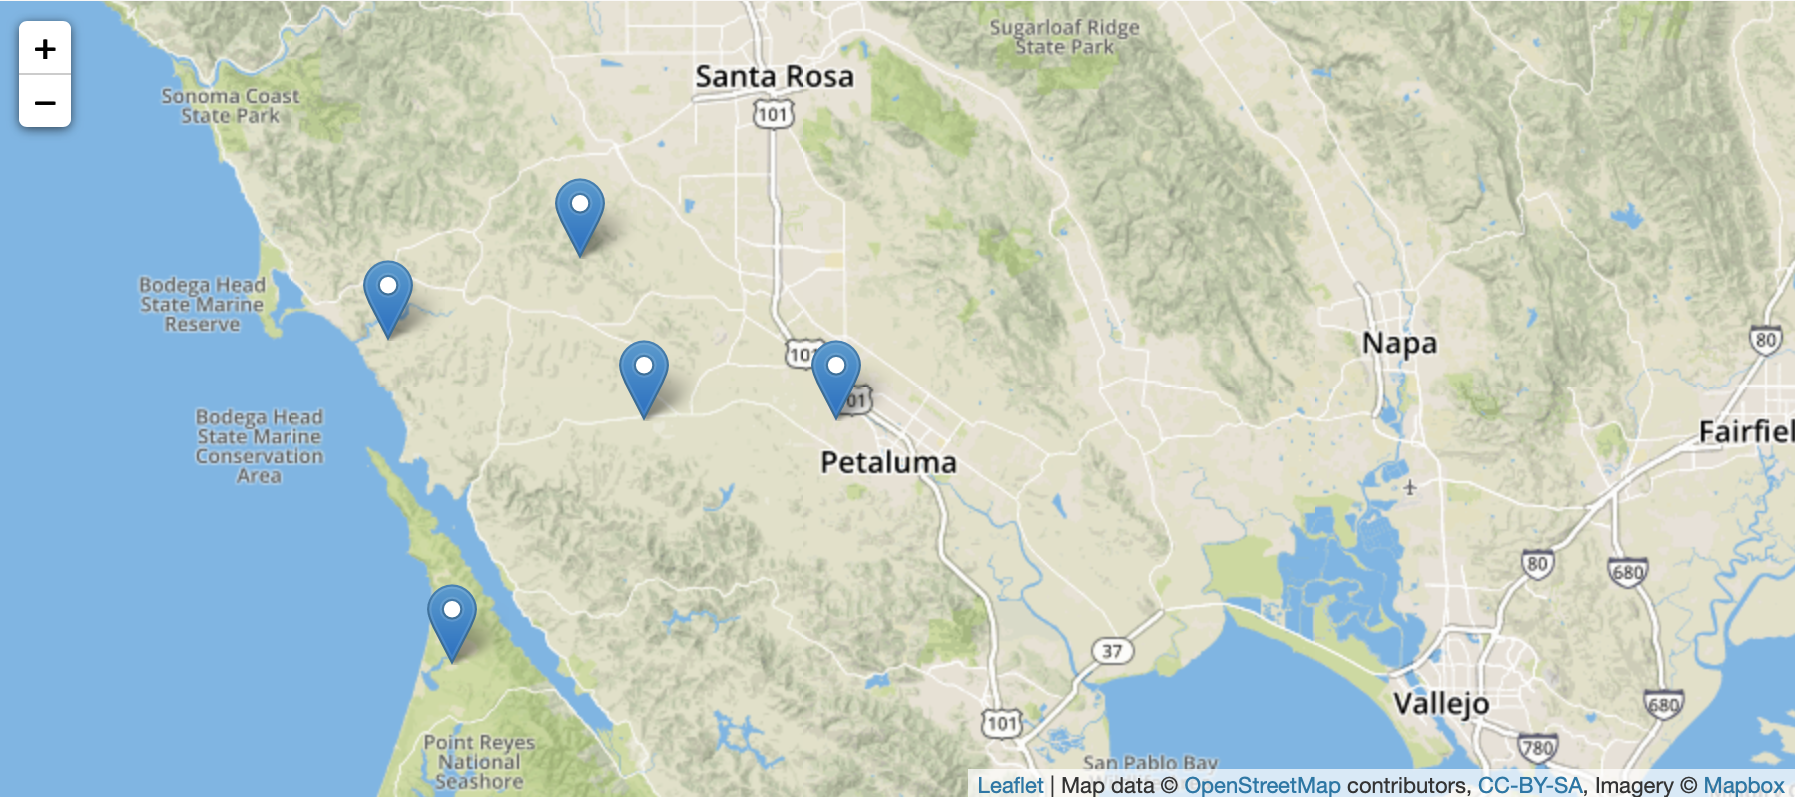 +
−
Sugarloaf Ridge
State Park
Santa Rosa
101
Sonoma Coast
State Park
Bodega Head
State Marine
Reserve
101
Napa
80
Bodega Head
State Marine
Conservation
Area
Petaluma
Fairfiel
80
680
37
101
Vallejo
680
780
Point Reyes
National
Seashore
San Pablo Bay
Leaflet | Map data © OpenStreetMap contributors, CC-BY-SA, Imagery © Mapbox